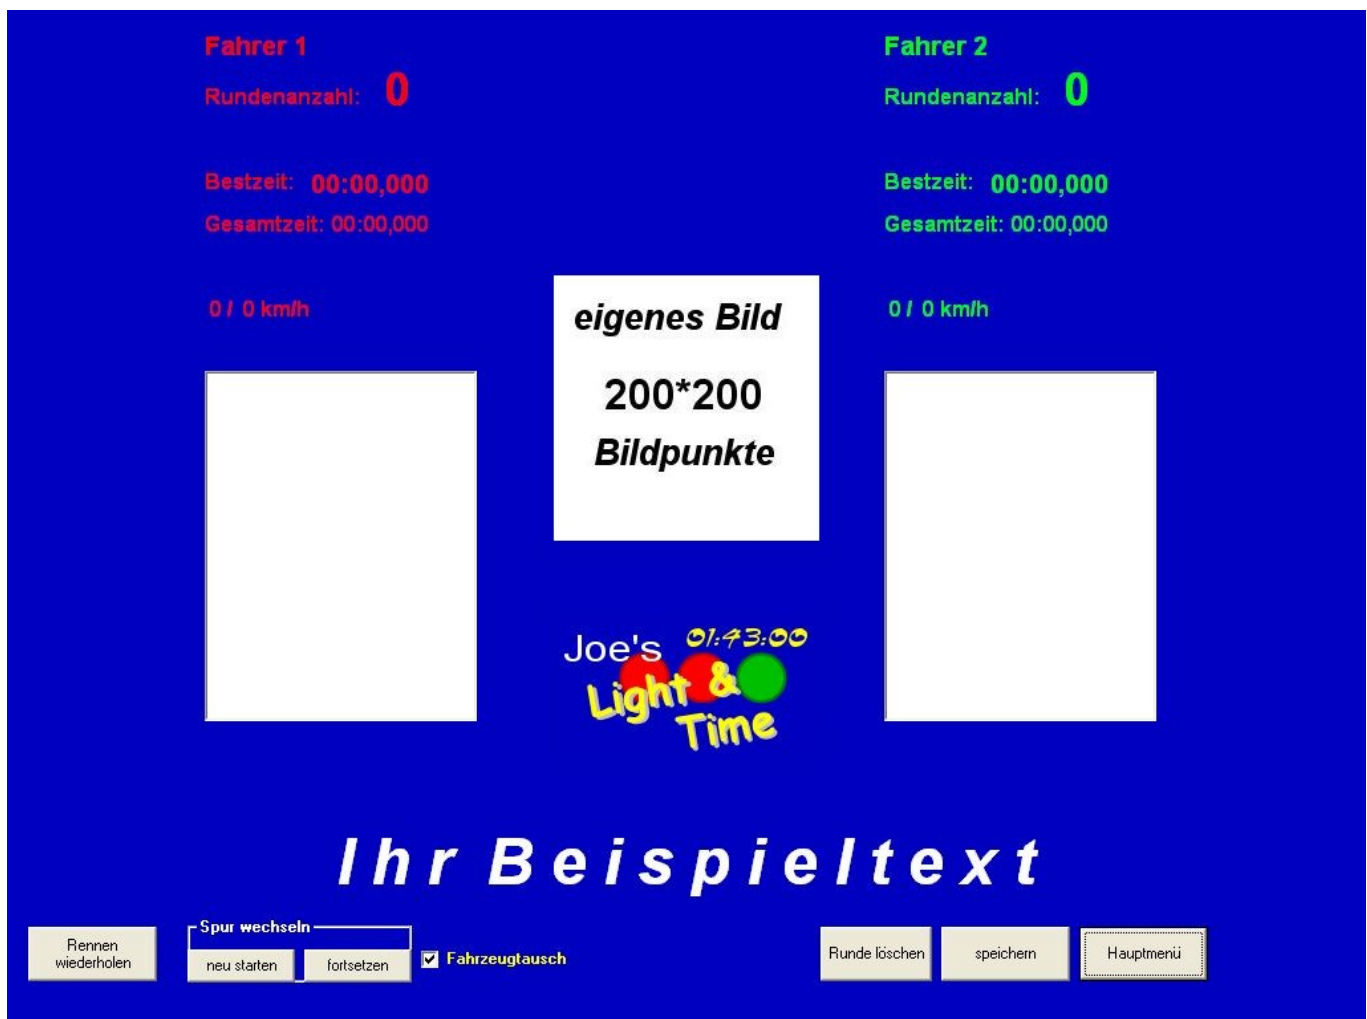 Fahrer 1
Rundenanzahl: 0
Bestzeit: 00:00,000
Gesamtzeit: 00:00,000
0 / 0 km/h
Fahrer 2
Rundenanzahl: 0
Bestzeit: 00:00,000
Gesamtzeit: 00:00,000
0 / 0 km/h
eigenes Bild
200*200
Bildpunkte
Joe's 01:43:00
Light &
Time
Ihr Beispieltext
Rennen
wiederholen
Spur wechseln
neu starten
fortsetzen
Fahrzeugtausch
Runde löschen
speichern
Hauptmenü